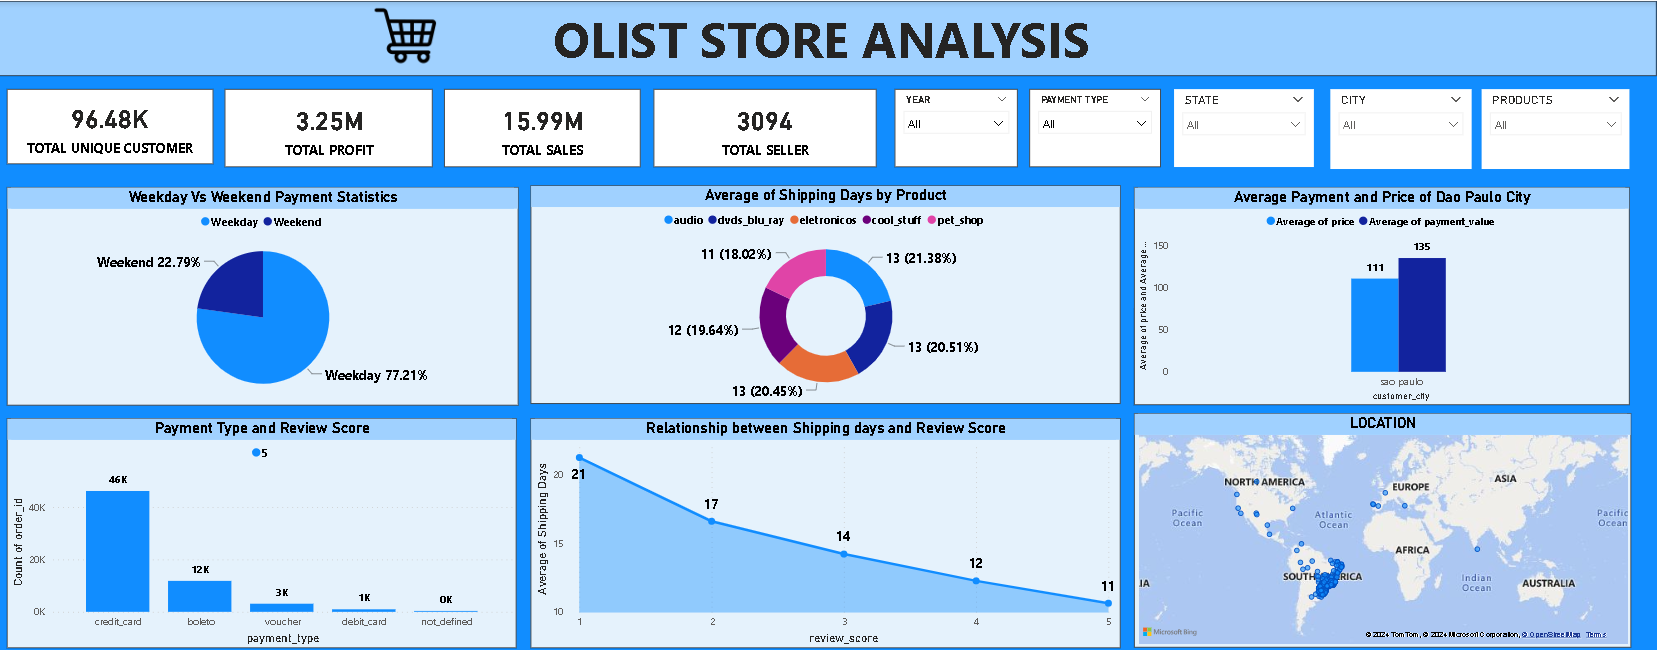 OLIST STORE ANALYSIS
96.48K
TOTAL UNIQUE CUSTOMER
3.25M
TOTAL PROFIT
15.99M
TOTAL SALES
3094
TOTAL SELLER
YEAR
All
PAYMENT TYPE
All
STATE
All
CITY
All
PRODUCTS
All
Weekday Vs Weekend Payment Statistics
Weekday Weekend
Weekend 22.79%
Weekday 77.21%
Average of Shipping Days by Product
audio dvds_blu_ray eletronicos cool_stuff pet_shop
11 (18.02%)
13 (21.38%)
12 (19.64%)
13 (20.51%)
13 (20.45%)
Average Payment and Price of Dao Paulo City
Average of price Average of payment_value
Average of price and Average...
150
100
50
0
111
135
sao paulo
customer_city
Payment Type and Review Score
5
Count of order_id
40K
20K
0K
46K
12K
3K
1K
0K
credit_card
boleto
voucher
debit_card
not_defined
payment_type
Relationship between Shipping days and Review Score
Average of Shipping Days
20
15
10
21
17
14
12
11
1
2
3
4
5
review_score
LOCATION
NORTH AMERICA
EUROPE
ASIA
Pacific
Ocean
Atlantic
Ocean
Pacific
Ocean
AFRICA
SOUTH AMERICA
Indian
Ocean
IA
AUSTRALIA
Microsoft Bing
© 2024 TomTom, © 2024 Microsoft Corporation, © OpenStreetMap Terms